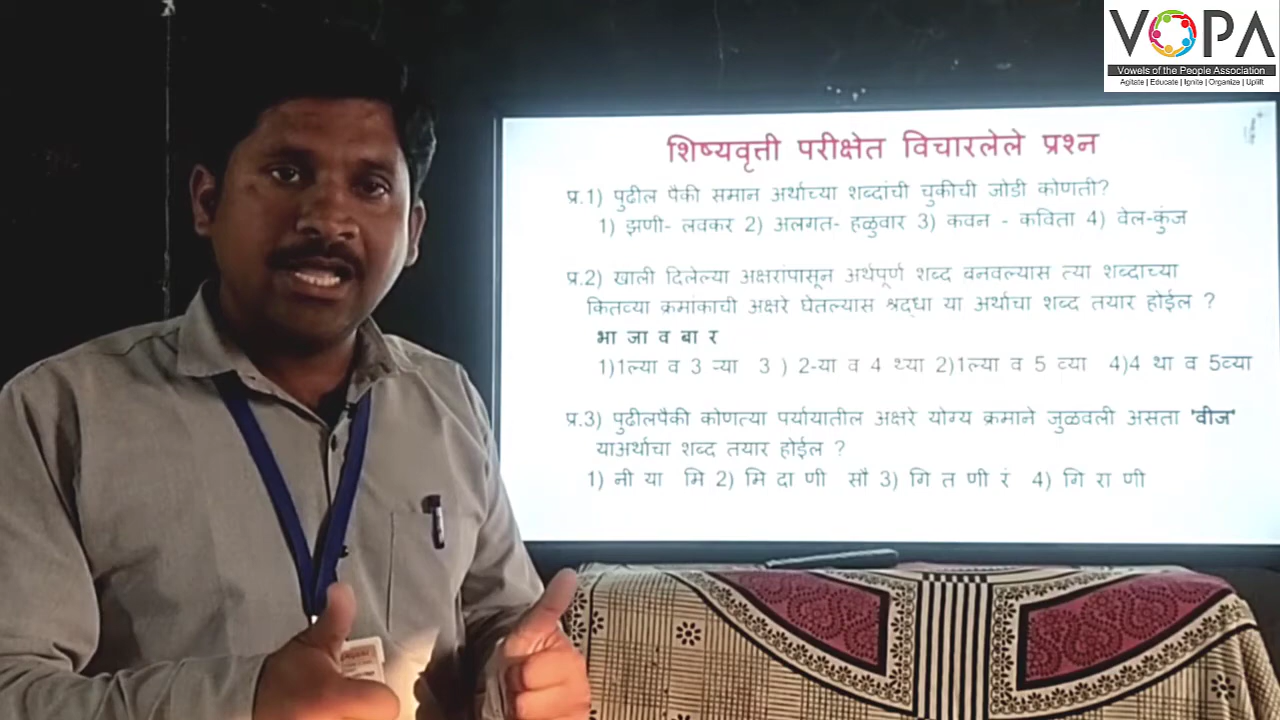 VOPA
Vowels of the People Association
Agitate | Educate | Ignite | Organize | Uplift
शिष्यवृत्ती परीक्षेत विचारलेले प्रश्न
प्र.1) पुढील पैकी समान अर्थाच्या शब्दांची चुकीची जोडी कोणती?
1) झणी- लवकर 2) अलगत- हळुवार 3) कवन - कविता 4) वेल-कुंज
प्र.2) खाली दिलेल्या अक्षरांपासून अर्थपूर्ण शब्द बनवल्यास त्या शब्दाच्या
कितव्या क्रमांकाची अक्षरे घेतल्यास श्रद्धा या अर्थाचा शब्द तयार होईल ?
भा जा व बा र
1)1ल्या व 3 ऱ्या 3 ) 2-या व 4 थ्या 2)1ल्या व 5 व्या 4)4 था व 5व्या
प्र.3) पुढीलपैकी कोणत्या पर्यायातील अक्षरे योग्य क्रमाने जुळवली असता 'वीज'
याअर्थाचा शब्द तयार होईल ?
1) नी या मि 2) मि दा णी सौ 3) गि त णी रं 4) गि रा णी